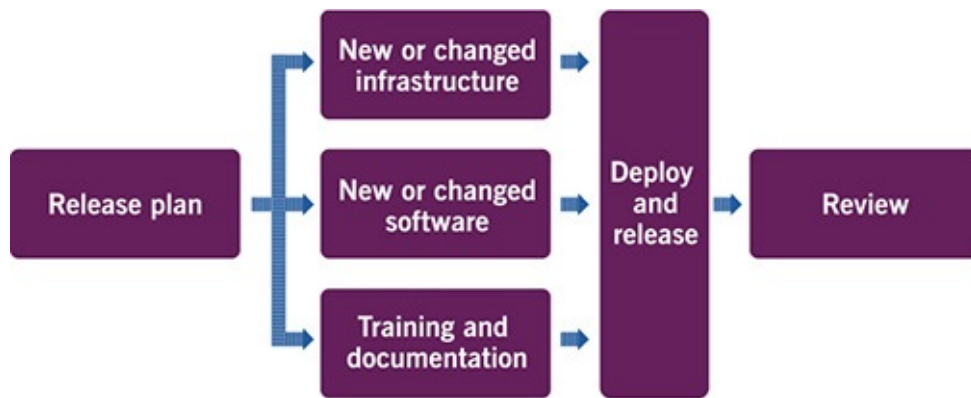 Release plan
New or changed
infrastructure
New or changed
software
Training and
documentation
Deploy
and
release
Review